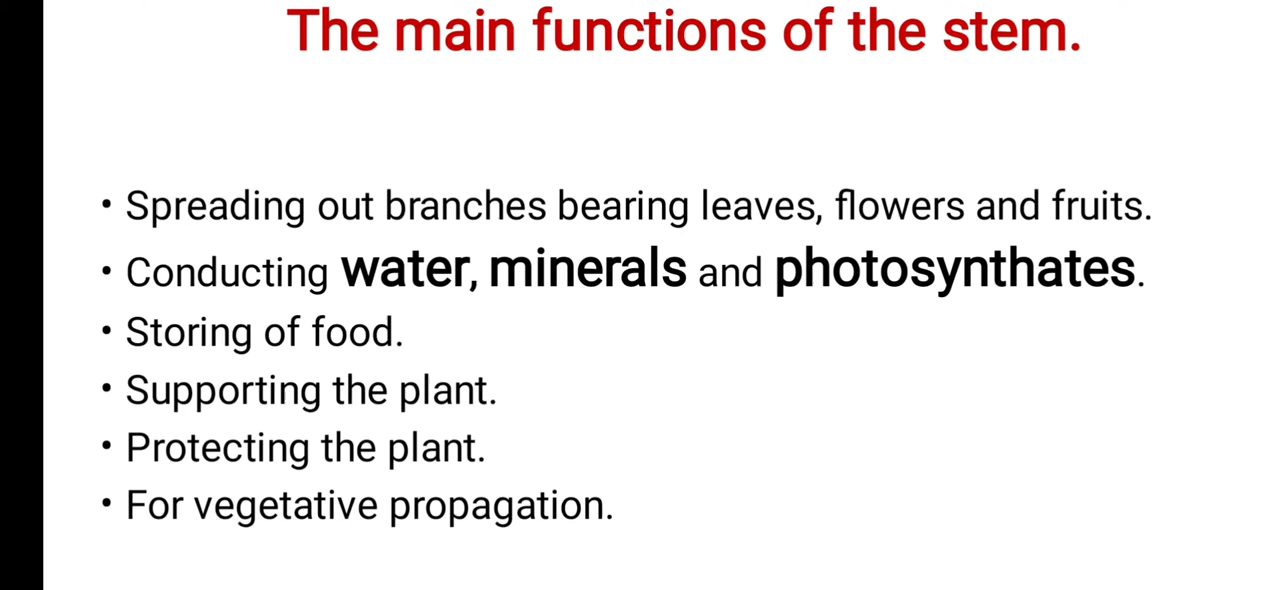 The main functions of the stem.
• Spreading out branches bearing leaves, flowers and fruits.
• Conducting water, minerals and photosynthates.
• Storing of food.
• Supporting the plant.
• Protecting the plant.
• For vegetative propagation.